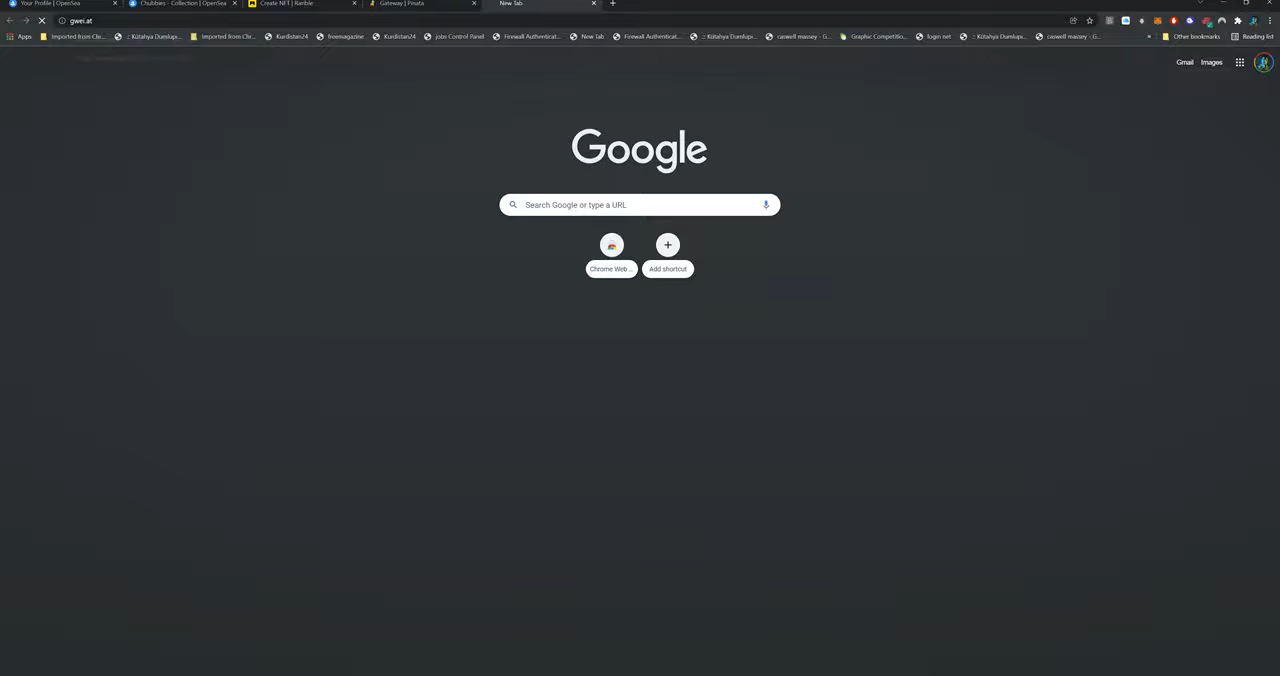 Your Profile | OpenSea Chubbies - Collection | OpenSea Create NFT | Rarible Gateway | Pinata New Tab
gwei.at
Apps Imported from Chr... .:: Kütahya Dumlupı... Imported from Chr... Kurdistan24 freemagazine Kurdistan24 jobs Control Panel Firewall Authenticat... New Tab Firewall Authenticat... .:: Kütahya Dumlupı... caswell massey - G... Graphic Competitio... login net .:: Kütahya Dumlupı... caswell massey - G... » Other bookmarks Reading list
Gmail Images
Google
Search Google or type a URL
Chrome Web ... Add shortcut